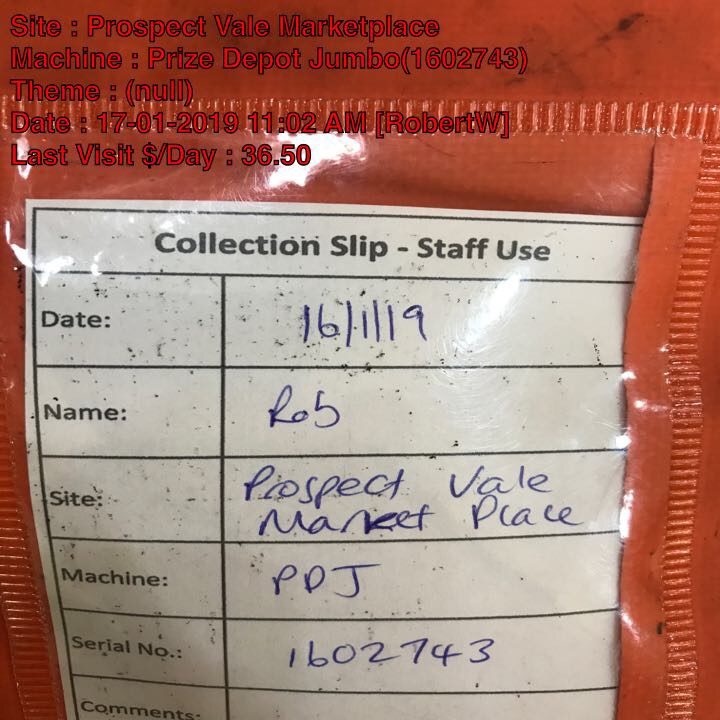 Site : Prospect Vale Marketplace
Machine : Prize Depot Jumbo(1602743)
Theme : (null)
Date : 17-01-2019 11:02 AM [RobertW]
Last Visit $/Day : 36.50
Collection Slip - Staff Use
Date: 16/1/19
Name: Rob
Site: Prospect Vale
Market Place
Machine: PDJ
Serial No.: 1602743
Comments: